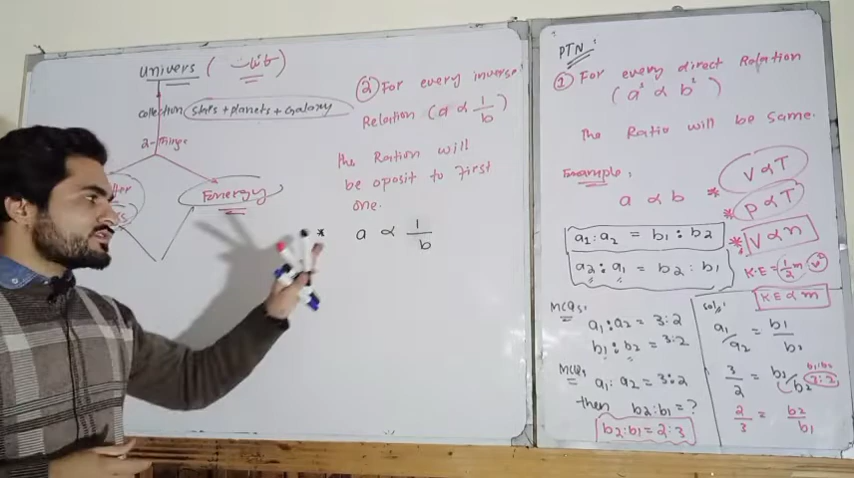 Univers (کائنات)
collection stars + planets + Galaxy
2-things
Energy
② For every inverse
Relation (a ∝ 1/b)
the Ration will
be oposit to First
one.
* a ∝ 1/b
PTN:
① For every direct Relation
the Ratio will be same.
Example,
a ∝ b
* V∝T
* P∝T
* V∝n
a1:a2 = b1:b2
a2:a1 = b2:b1
K.E = 1/2 m v²
K.E ∝ m
MCQs
a1:a2 = 3:2
b1:b2 = 3:2
MCQs
a1:a2 = 3:2
then b2:b1 = ?
b2:b1 = 2:3
a1/a2 = b1/b2
3/2 = b1/b2
2/3 = b2/b1